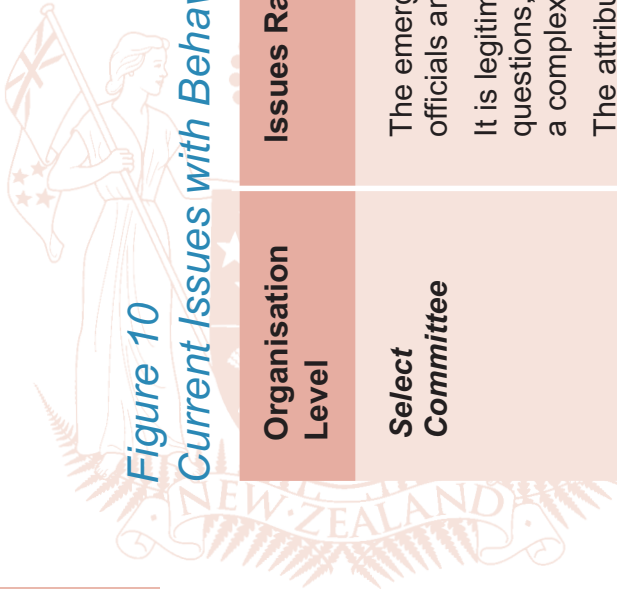 Figure 10
Current Issues with Behav
Organisation
Level
Issues Ra
Select
Committee
The emerg
officials an
It is legitim
questions,
a complex
The attribu
NEW·ZEALAND